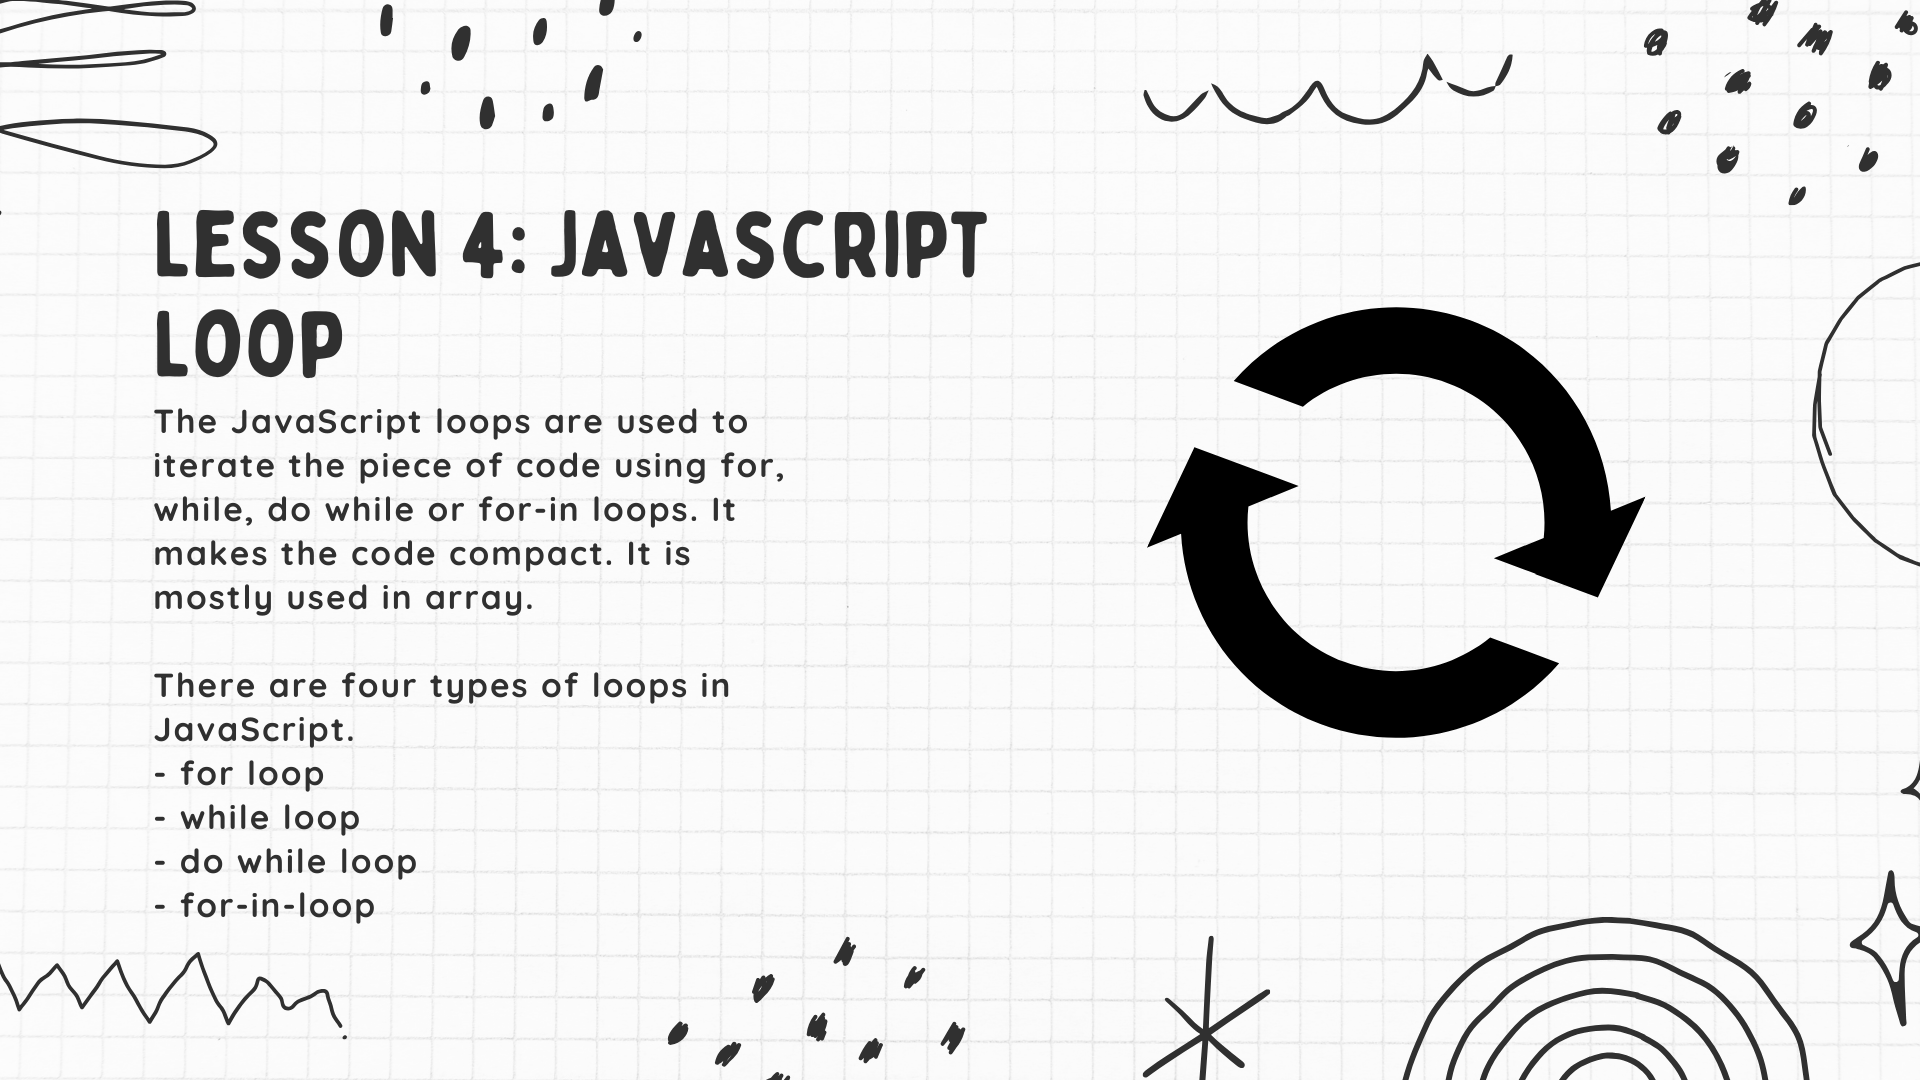 LESSON 4: JAVASCRIPT
LOOP
The JavaScript loops are used to
iterate the piece of code using for,
while, do while or for-in loops. It
makes the code compact. It is
mostly used in array.
There are four types of loops in
JavaScript.
- for loop
- while loop
- do while loop
- for-in-loop